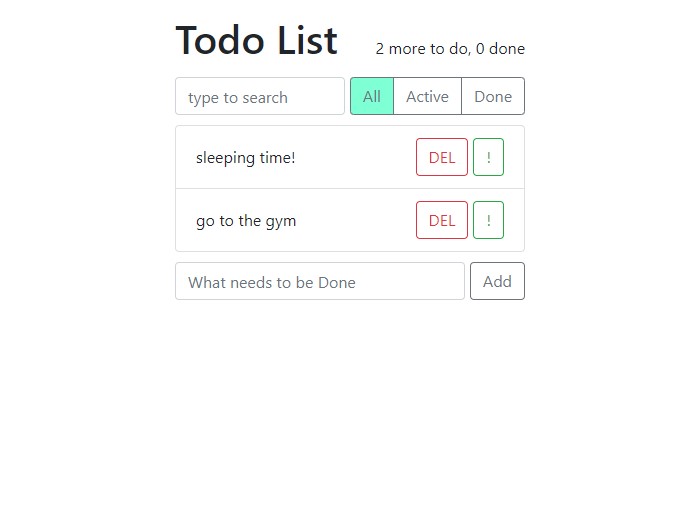 Todo List 2 more to do, 0 done
type to search All Active Done
sleeping time! DEL !
go to the gym DEL !
What needs to be Done Add